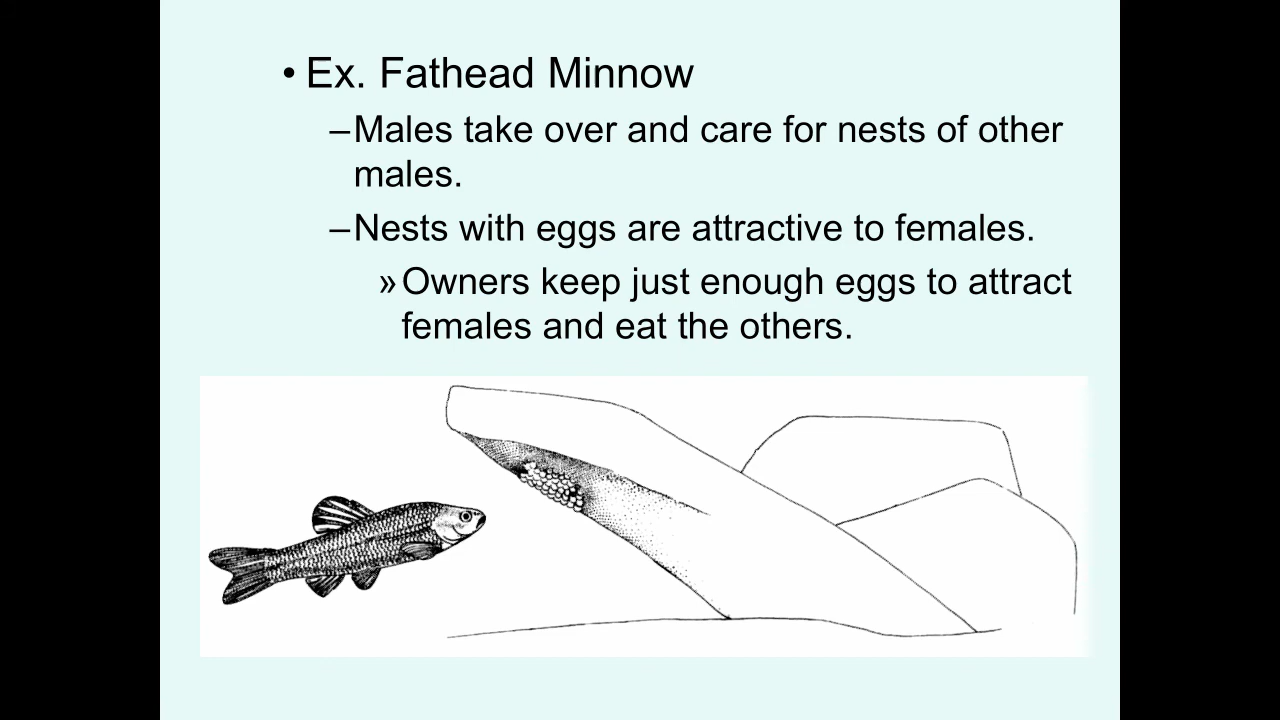 • Ex. Fathead Minnow
–Males take over and care for nests of other
males.
–Nests with eggs are attractive to females.
»Owners keep just enough eggs to attract
females and eat the others.